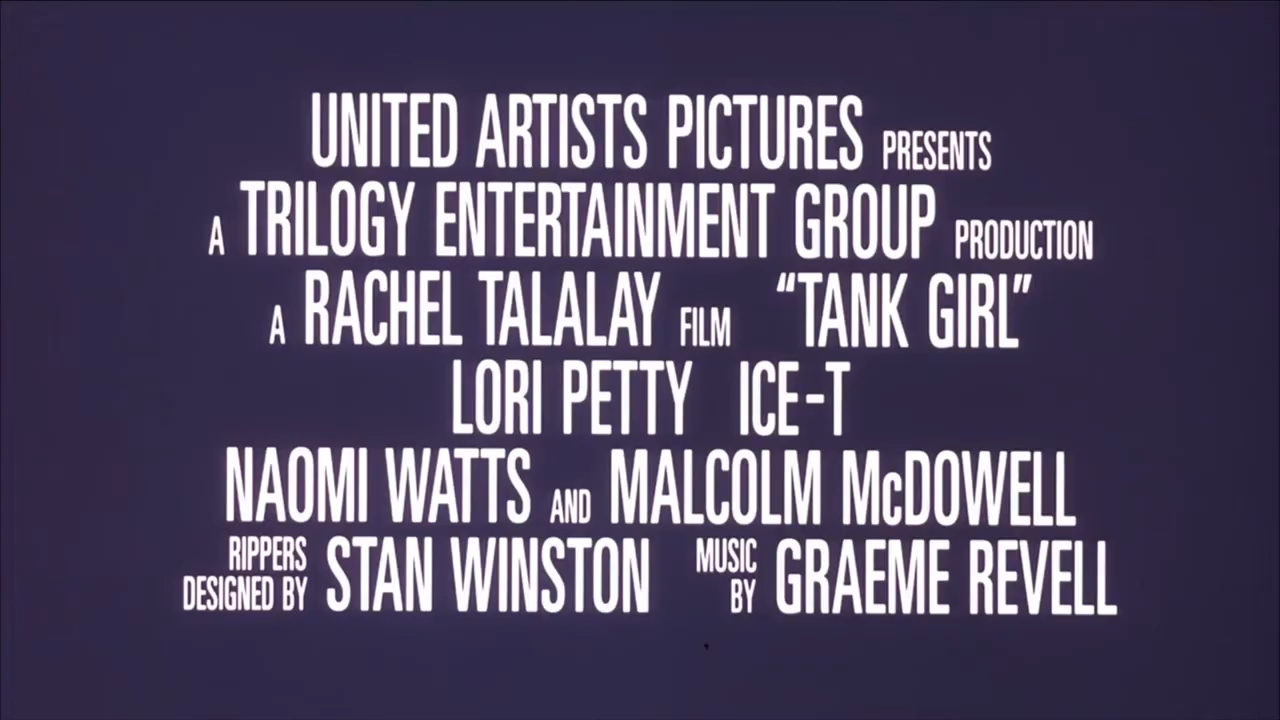 UNITED ARTISTS PICTURES PRESENTS
A TRILOGY ENTERTAINMENT GROUP PRODUCTION
A RACHEL TALALAY FILM "TANK GIRL"
LORI PETTY ICE-T
NAOMI WATTS AND MALCOLM McDOWELL
RIPPERS DESIGNED BY STAN WINSTON MUSIC BY GRAEME REVELL